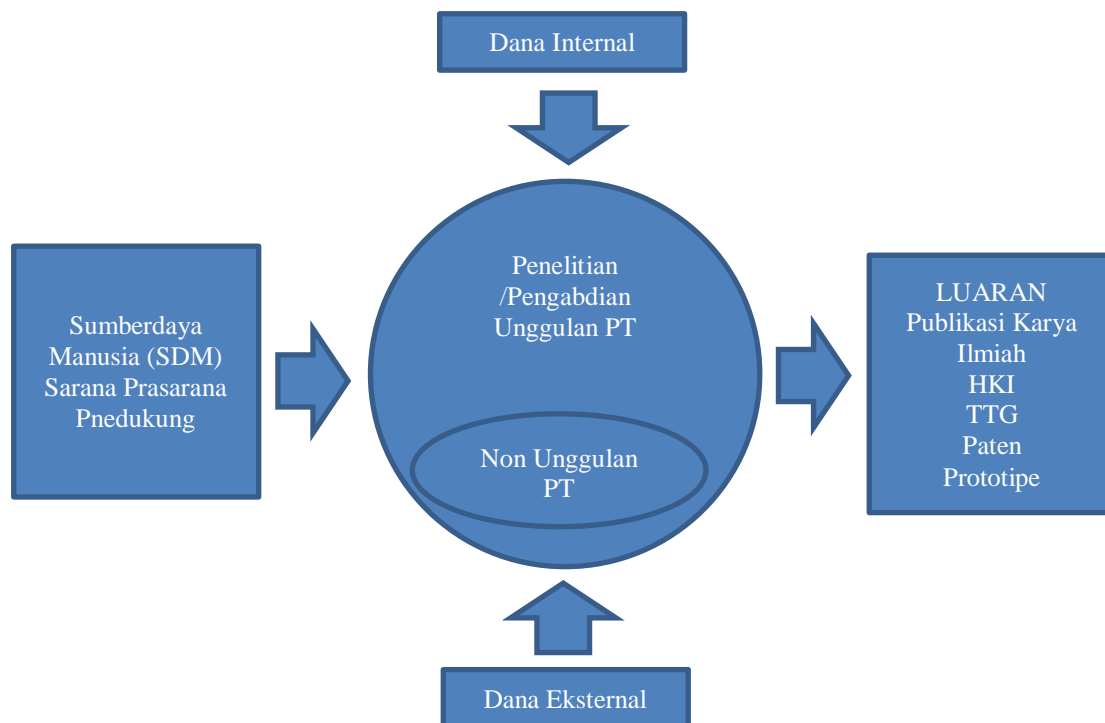 Dana Internal
Sumberdaya
Manusia (SDM)
Sarana Prasarana
Pnedukung
Penelitian
/Pengabdian
Unggulan PT
Non Unggulan
PT
LUARAN
Publikasi Karya
Ilmiah
HKI
TTG
Paten
Prototipe
Dana Eksternal